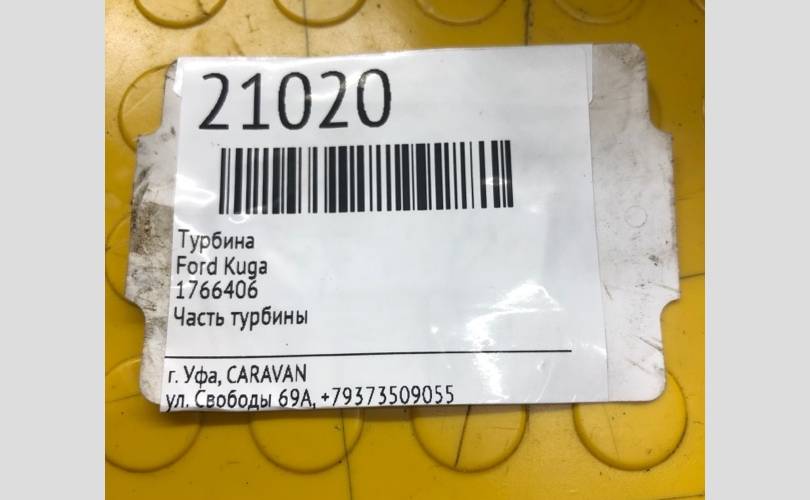 21020
Турбина
Ford Kuga
1766406
Часть турбины
г. Уфа, CARAVAN
ул. Свободы 69А, +79373509055